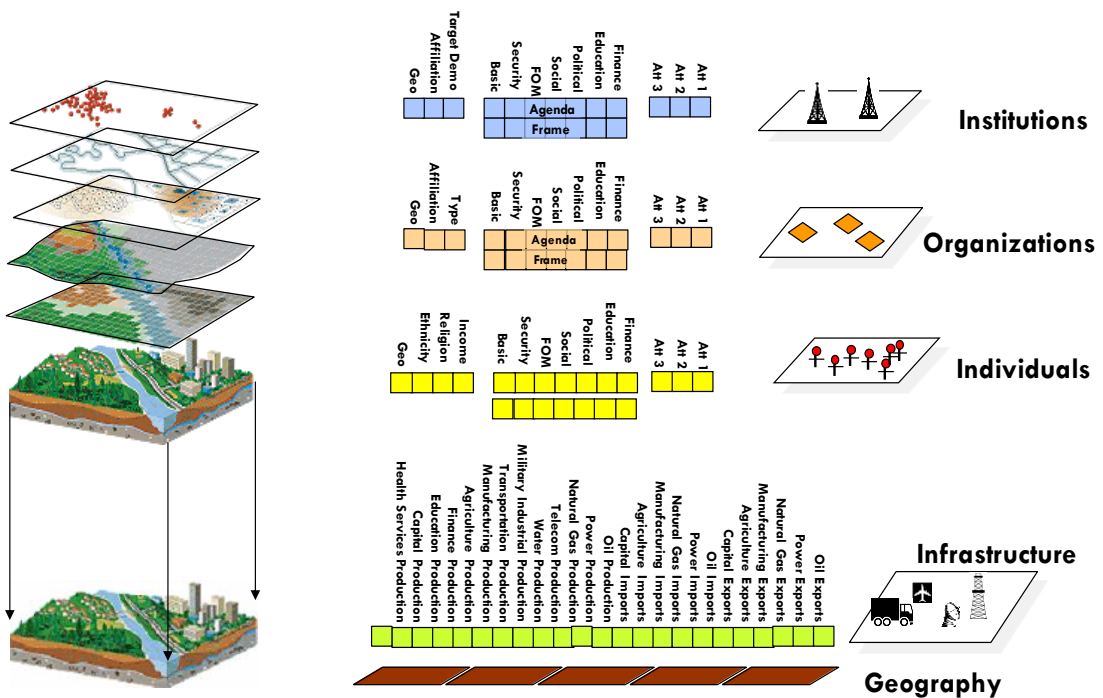 Geo
Affiliation
Target Demo
Basic
Security
FOM
Social
Political
Education
Finance
Att 3
Att 2
Att 1
Agenda
Frame
Institutions
Geo
Affiliation
Type
Basic
Security
FOM
Social
Political
Education
Finance
Att 3
Att 2
Att 1
Agenda
Frame
Organizations
Geo
Ethnicity
Religion
Income
Basic
Security
FOM
Social
Political
Education
Finance
Att 3
Att 2
Att 1
Individuals
Health Services Production
Capital Production
Education Production
Finance Production
Agriculture Production
Manufacturing Production
Transportation Production
Military Industrial Production
Water Production
Telecom Production
Natural Gas Production
Power Production
Oil Production
Capital Imports
Agriculture Imports
Manufacturing Imports
Natural Gas Imports
Power Imports
Oil Imports
Capital Exports
Agriculture Exports
Manufacturing Exports
Natural Gas Exports
Power Exports
Oil Exports
Infrastructure
Geography